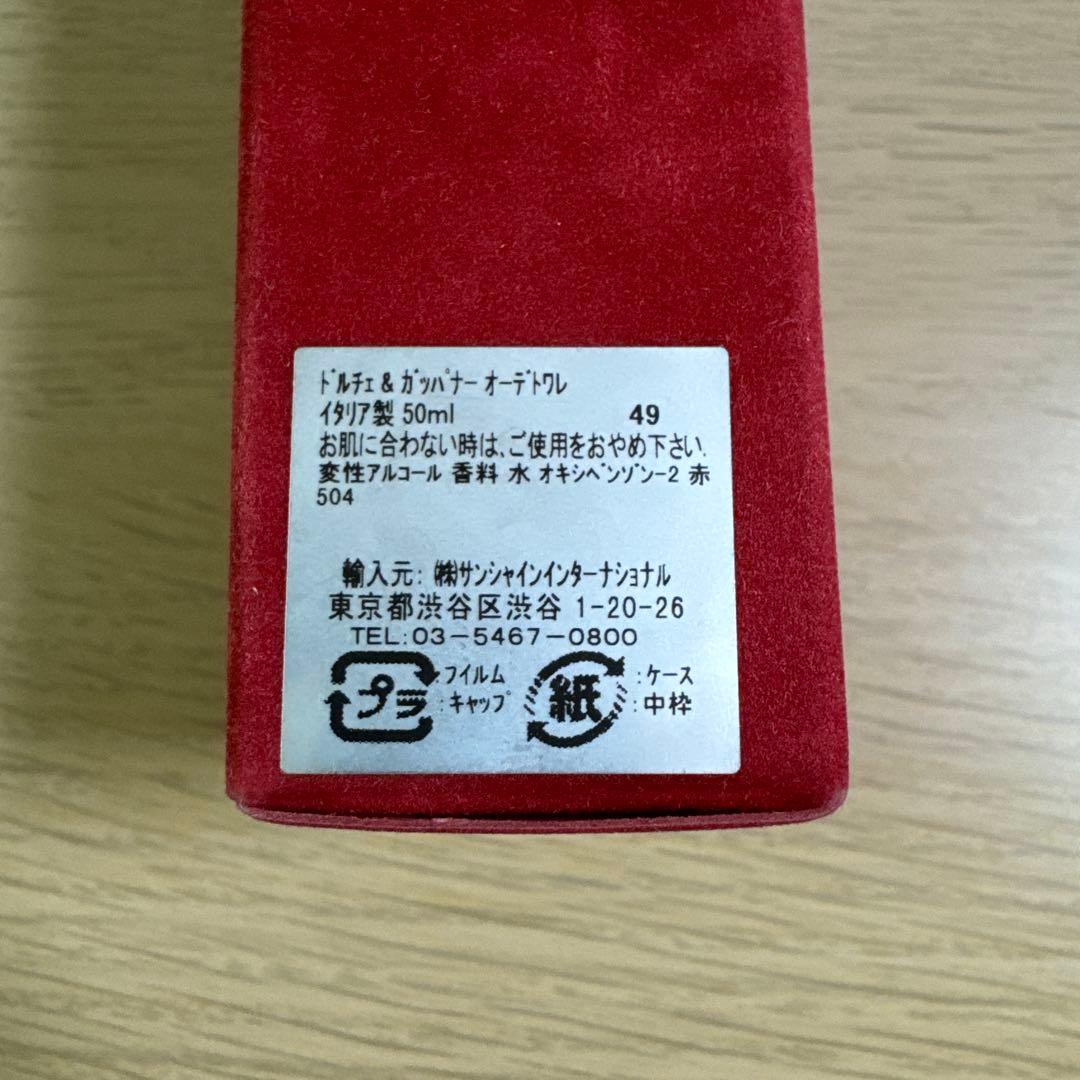 ﾄﾞﾙﾁｪ & ｶﾞｯﾊﾞﾅｰ ｵｰﾃﾞﾄﾜﾚ
ｲﾀﾘｱ製 50ml 49
お肌に合わない時は､ご使用をおやめ下さい.
変性アルコール 香料 水 オキシベンゾン-2 赤
504
輸入元: ㈱サンシャインインターナショナル
東京都渋谷区渋谷 1-20-26
TEL:03-5467-0800
プラ :フイルム :キャップ
紙 :ケース :中枠